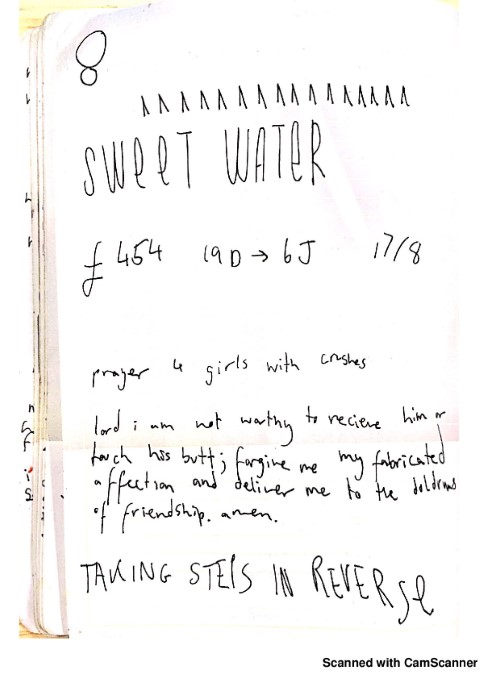 8
^ ^ ^ ^ ^ ^ ^ ^ ^ ^ ^ ^ ^ ^ ^ ^
SWeeT WATeR
£454 19D → 6J 17/8
prayer 4 girls with crushes
lord i am not worthy to recieve him or
touch his butt; forgive me my fabricated
affection and deliver me to the doldrums
of friendship. amen.
TAKING STEPS IN REVERSe
Scanned with CamScanner